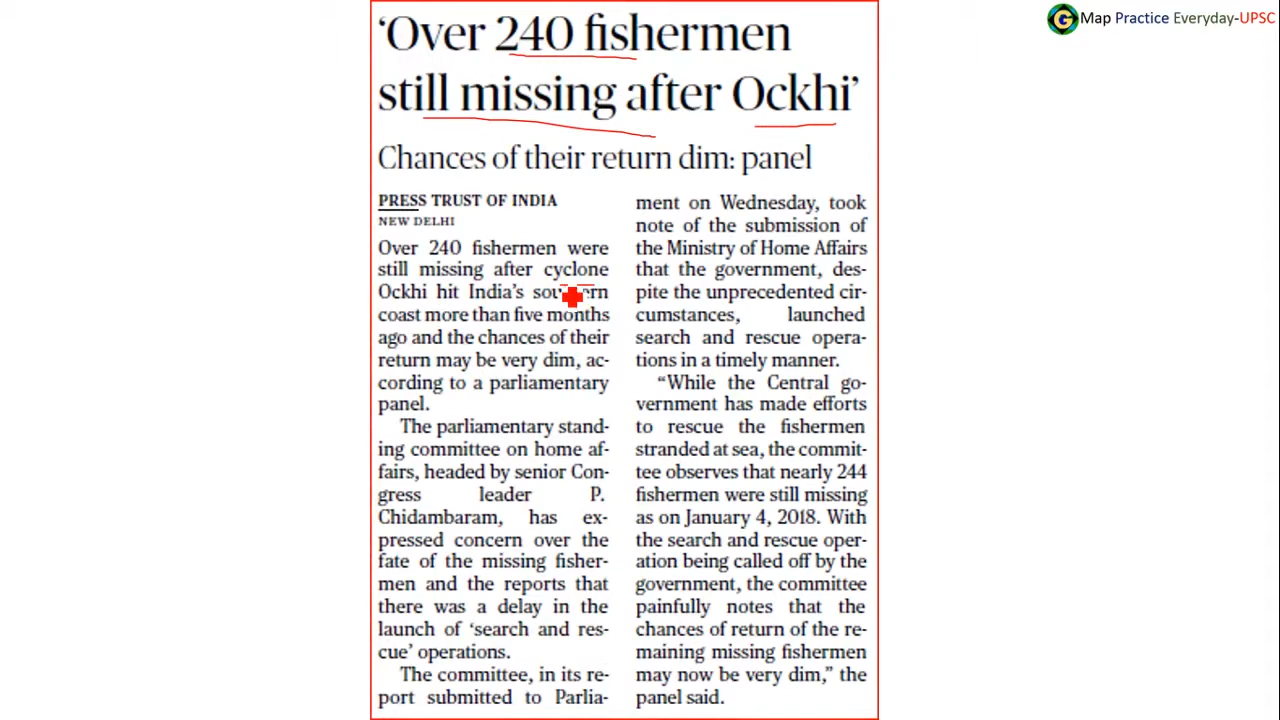 ‘Over 240 fishermen
still missing after Ockhi’
Chances of their return dim: panel
PRESS TRUST OF INDIA
NEW DELHI
Over 240 fishermen were
still missing after cyclone
Ockhi hit India’s southern
coast more than five months
ago and the chances of their
return may be very dim, ac-
cording to a parliamentary
panel.
The parliamentary stand-
ing committee on home af-
fairs, headed by senior Con-
gress leader P.
Chidambaram, has ex-
pressed concern over the
fate of the missing fisher-
men and the reports that
there was a delay in the
launch of ‘search and res-
cue’ operations.
The committee, in its re-
port submitted to Parlia-
ment on Wednesday, took
note of the submission of
the Ministry of Home Affairs
that the government, des-
pite the unprecedented cir-
cumstances, launched
search and rescue opera-
tions in a timely manner.
“While the Central go-
vernment has made efforts
to rescue the fishermen
stranded at sea, the commit-
tee observes that nearly 244
fishermen were still missing
as on January 4, 2018. With
the search and rescue oper-
ation being called off by the
government, the committee
painfully notes that the
chances of return of the re-
maining missing fishermen
may now be very dim,” the
panel said.
G Map Practice Everyday-UPSC